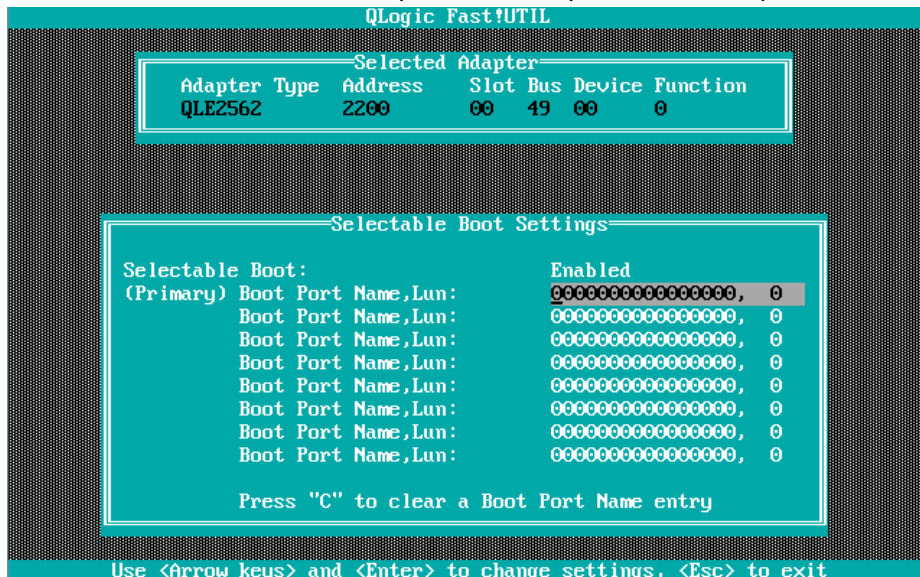 QLogic Fast!UTIL
Selected Adapter
Adapter Type Address Slot Bus Device Function
QLE2562 2200 00 49 00 0
Selectable Boot Settings
Selectable Boot: Enabled
(Primary) Boot Port Name,Lun: 0000000000000000, 0
Boot Port Name,Lun: 0000000000000000, 0
Boot Port Name,Lun: 0000000000000000, 0
Boot Port Name,Lun: 0000000000000000, 0
Boot Port Name,Lun: 0000000000000000, 0
Boot Port Name,Lun: 0000000000000000, 0
Boot Port Name,Lun: 0000000000000000, 0
Boot Port Name,Lun: 0000000000000000, 0
Press "C" to clear a Boot Port Name entry
Use <Arrow keys> and <Enter> to change settings, <Esc> to exit